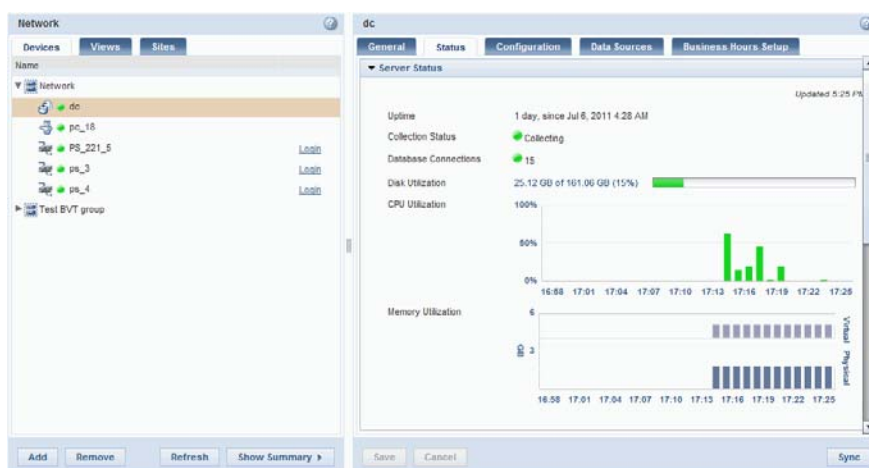 Network
Devices Views Sites
Name
Network
dc
pc_18
PS_221_5 Login
ps_3 Login
ps_4 Login
Test BVT group
Add Remove Refresh Show Summary
dc
General Status Configuration Data Sources Business Hours Setup
Server Status
Updated 5:25 PM
Uptime 1 day, since Jul 6, 2011 4:28 AM
Collection Status Collecting
Database Connections 15
Disk Utilization 25.12 GB of 161.06 GB (15%)
CPU Utilization 100%
50%
0%
16:58 17:01 17:04 17:07 17:10 17:13 17:16 17:19 17:22 17:25
Memory Utilization 6
GB 3
Virtual
Physical
16:58 17:01 17:04 17:07 17:10 17:13 17:16 17:19 17:22 17:25
Save Cancel Sync